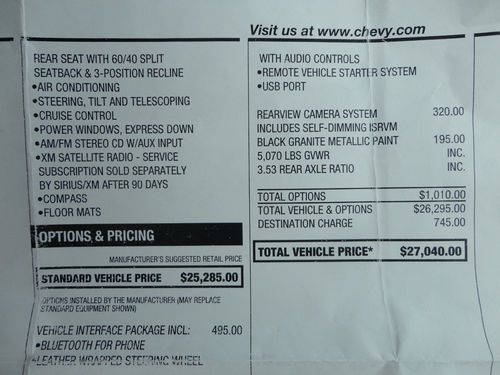 Visit us at www.chevy.com
REAR SEAT WITH 60/40 SPLIT
SEATBACK & 3-POSITION RECLINE
•AIR CONDITIONING
•STEERING, TILT AND TELESCOPING
•CRUISE CONTROL
•POWER WINDOWS, EXPRESS DOWN
•AM/FM STEREO CD W/AUX INPUT
•XM SATELLITE RADIO - SERVICE
SUBSCRIPTION SOLD SEPARATELY
BY SIRIUS/XM AFTER 90 DAYS
•COMPASS
•FLOOR MATS
OPTIONS & PRICING
MANUFACTURER'S SUGGESTED RETAIL PRICE
STANDARD VEHICLE PRICE $25,285.00
OPTIONS INSTALLED BY THE MANUFACTURER (MAY REPLACE
STANDARD EQUIPMENT SHOWN)
VEHICLE INTERFACE PACKAGE INCL: 495.00
•BLUETOOTH FOR PHONE
•LEATHER WRAPPED STEERING WHEEL
WITH AUDIO CONTROLS
•REMOTE VEHICLE STARTER SYSTEM
•USB PORT
REARVIEW CAMERA SYSTEM 320.00
INCLUDES SELF-DIMMING ISRVM
BLACK GRANITE METALLIC PAINT 195.00
5,070 LBS GVWR INC.
3.53 REAR AXLE RATIO INC.
TOTAL OPTIONS $1,010.00
TOTAL VEHICLE & OPTIONS $26,295.00
DESTINATION CHARGE 745.00
TOTAL VEHICLE PRICE* $27,040.00